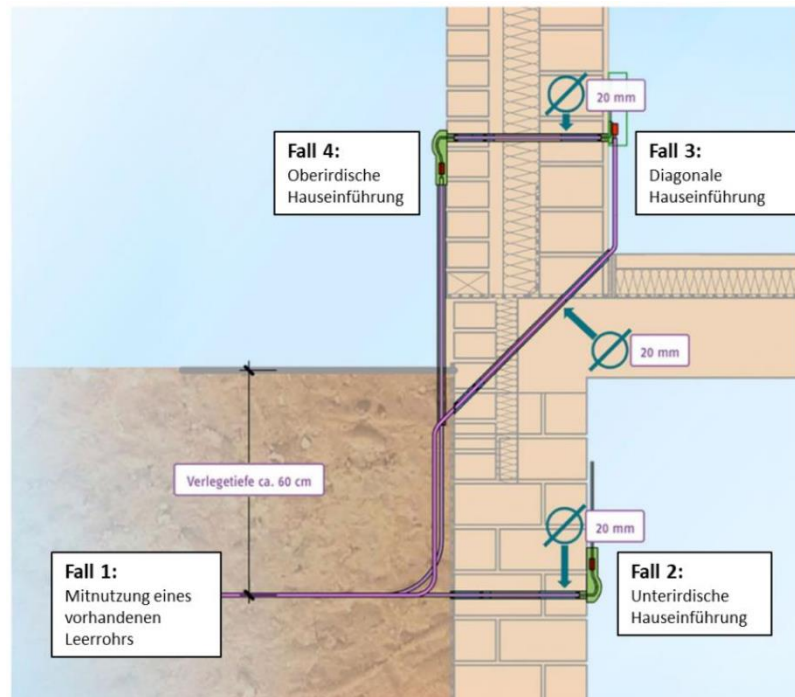 20 mm
Fall 4:
Oberirdische
Hauseinführung
Fall 3:
Diagonale
Hauseinführung
20 mm
Verlegetiefe ca. 60 cm
20 mm
Fall 1:
Mitnutzung eines
vorhandenen
Leerrohrs
Fall 2:
Unterirdische
Hauseinführung